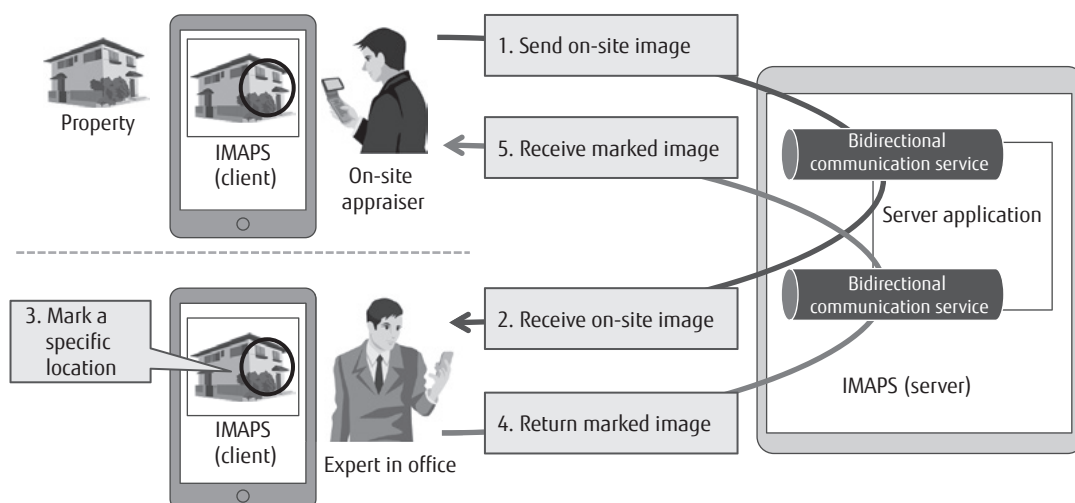 Property
IMAPS
(client)
On-site
appraiser
1. Send on-site image
5. Receive marked image
Bidirectional
communication service
Server application
Bidirectional
communication service
IMAPS (server)
3. Mark a
specific
location
IMAPS
(client)
Expert in office
2. Receive on-site image
4. Return marked image